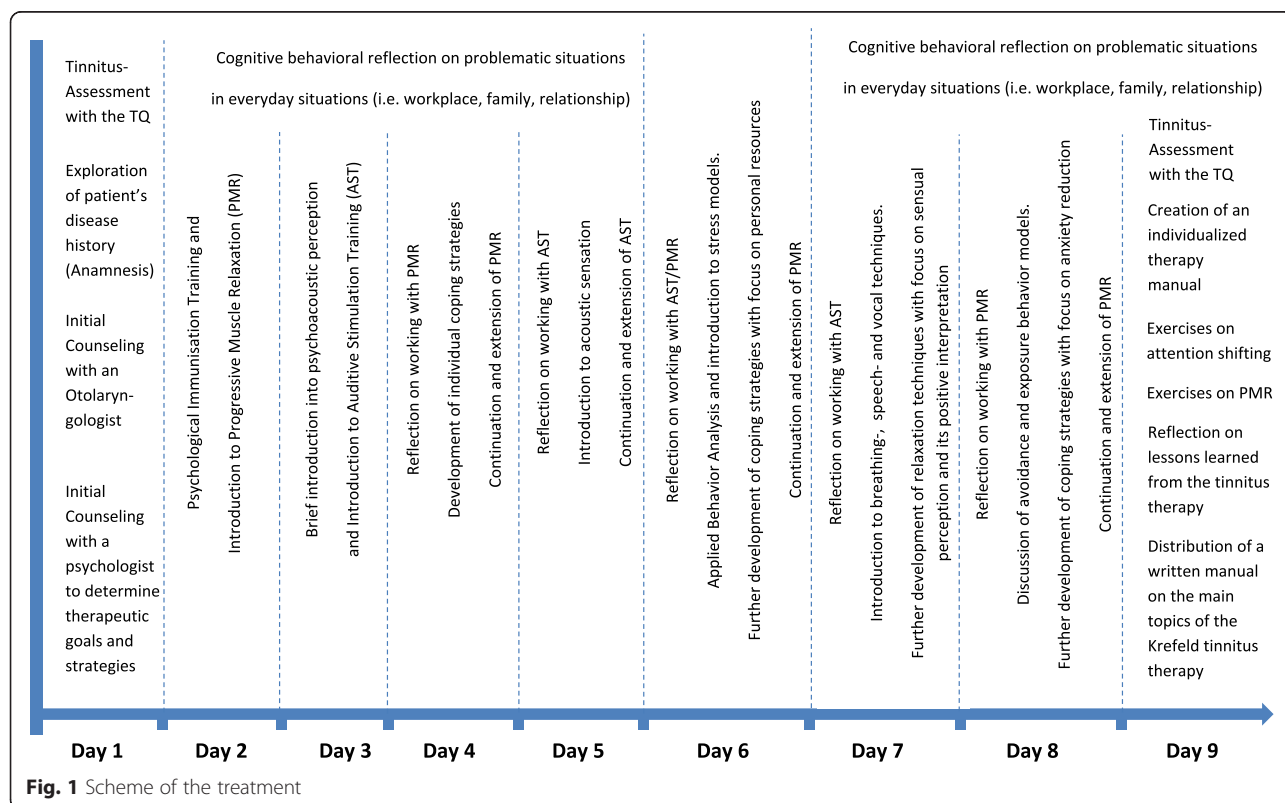 Tinnitus-
Assessment
with the TQ
Exploration
of patient's
disease
history
(Anamnesis)
Initial
Counseling
with an
Otolaryn-
gologist
Initial
Counseling
with a
psychologist
to determine
therapeutic
goals and
strategies
Cognitive behavioral reflection on problematic situations
in everyday situations (i.e. workplace, family, relationship)
Psychological Immunisation Training and
Introduction to Progressive Muscle Relaxation (PMR)
Brief introduction into psychoacoustic perception
and Introduction to Auditive Stimulation Training (AST)
Reflection on working with PMR
Development of individual coping strategies
Continuation and extension of PMR
Reflection on working with AST
Introduction to acoustic sensation
Continuation and extension of AST
Reflection on working with AST/PMR
Applied Behavior Analysis and introduction to stress models.
Further development of coping strategies with focus on personal resources
Continuation and extension of PMR
Cognitive behavioral reflection on problematic situations
in everyday situations (i.e. workplace, family, relationship)
Reflection on working with AST
Introduction to breathing-, speech- and vocal techniques.
Further development of relaxation techniques with focus on sensual
perception and its positive interpretation
Reflection on working with PMR
Discussion of avoidance and exposure behavior models.
Further development of coping strategies with focus on anxiety reduction
Continuation and extension of PMR
Tinnitus-
Assessment
with the TQ
Creation of an
individualized
therapy
manual
Exercises on
attention shifting
Exercises on PMR
Reflection on
lessons learned
from the tinnitus
therapy
Distribution of a
written manual
on the main
topics of the
Krefeld tinnitus
therapy
Day 1 Day 2 Day 3 Day 4 Day 5 Day 6 Day 7 Day 8 Day 9
Fig. 1 Scheme of the treatment